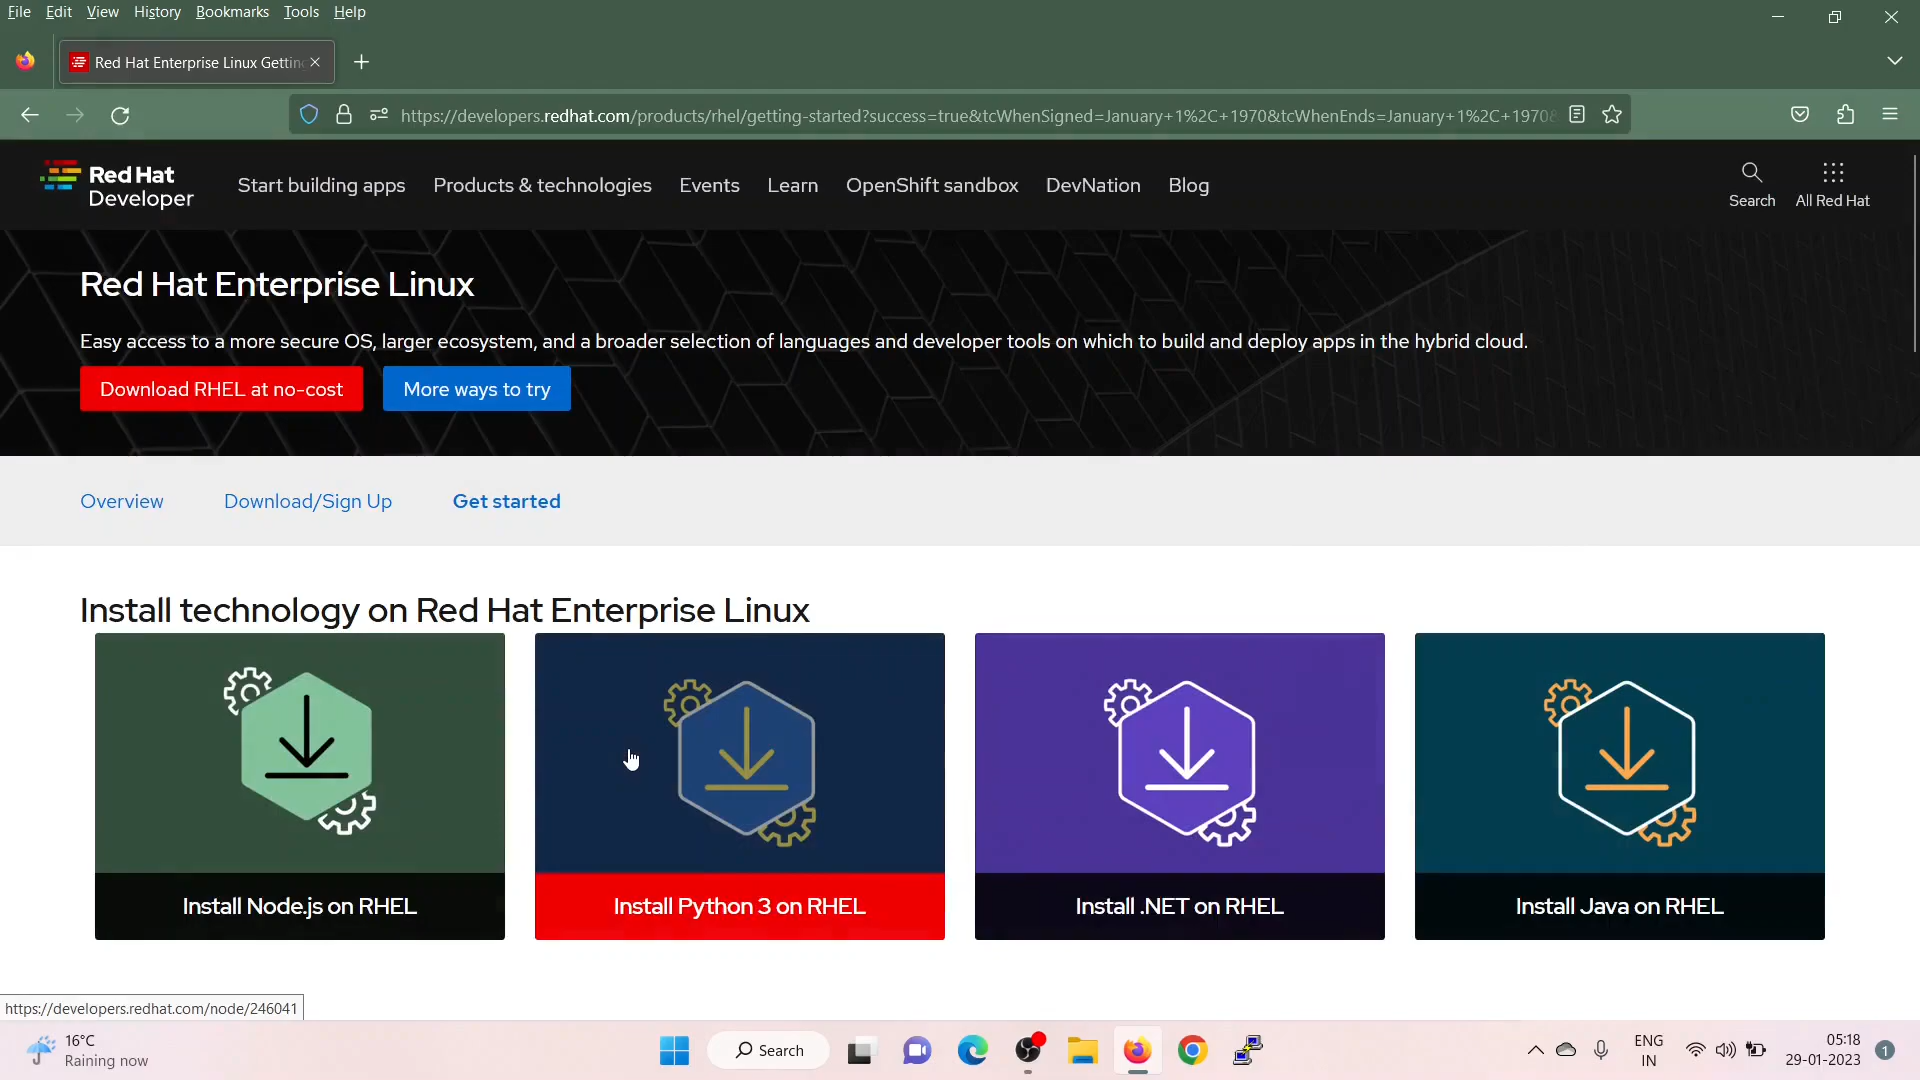 File Edit View History Bookmarks Tools Help
Red Hat Enterprise Linux Getting
https://developers.redhat.com/products/rhel/getting-started?success=true&tcWhenSigned=January+1%2C+1970&tcWhenEnds=January+1%2C+1970&
Red Hat
Developer
Start building apps Products & technologies Events Learn OpenShift sandbox DevNation Blog
Search All Red Hat
Red Hat Enterprise Linux
Easy access to a more secure OS, larger ecosystem, and a broader selection of languages and developer tools on which to build and deploy apps in the hybrid cloud.
Download RHEL at no-cost More ways to try
Overview Download/Sign Up Get started
Install technology on Red Hat Enterprise Linux
Install Node.js on RHEL Install Python 3 on RHEL Install .NET on RHEL Install Java on RHEL
https://developers.redhat.com/node/246041
16°C
Raining now
Search
ENG
IN
05:18
29-01-2023
1